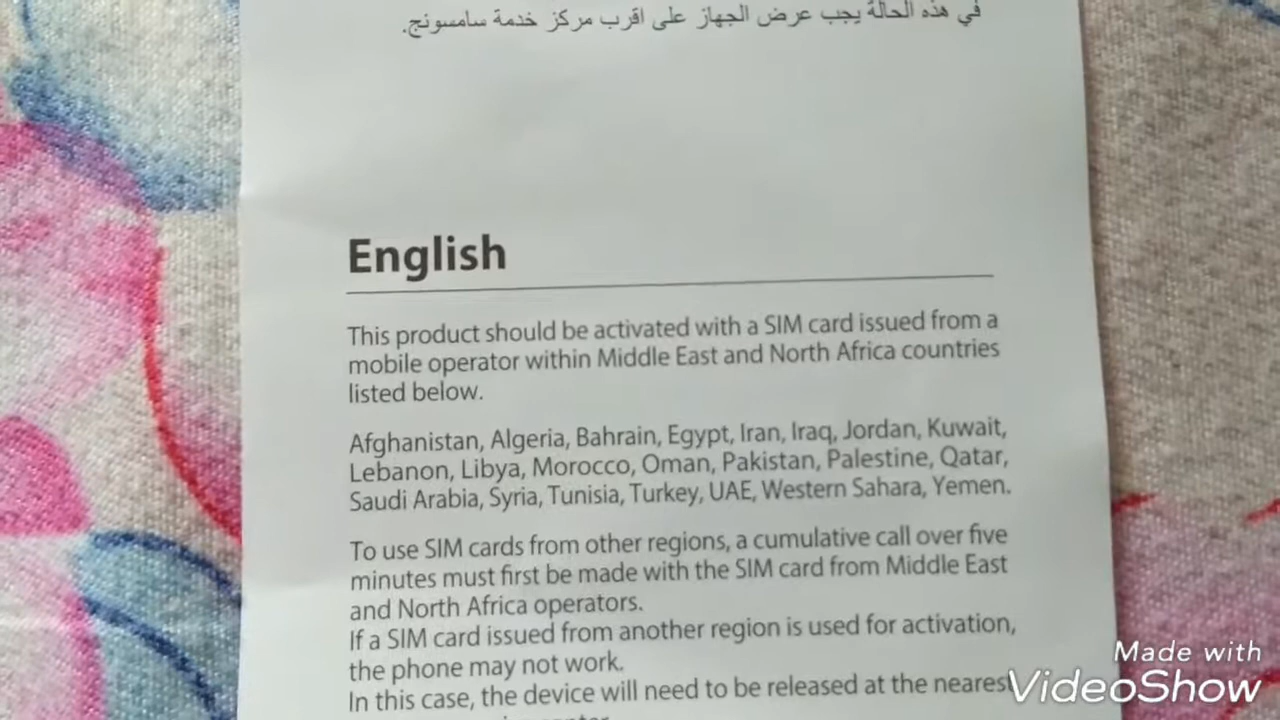 في هذه الحالة يجب عرض الجهاز على اقرب مركز خدمة سامسونج.
English
This product should be activated with a SIM card issued from a
mobile operator within Middle East and North Africa countries
listed below.
Afghanistan, Algeria, Bahrain, Egypt, Iran, Iraq, Jordan, Kuwait,
Lebanon, Libya, Morocco, Oman, Pakistan, Palestine, Qatar,
Saudi Arabia, Syria, Tunisia, Turkey, UAE, Western Sahara, Yemen.
To use SIM cards from other regions, a cumulative call over five
minutes must first be made with the SIM card from Middle East
and North Africa operators.
If a SIM card issued from another region is used for activation,
the phone may not work.
In this case, the device will need to be released at the nearest
Made with
VideoShow